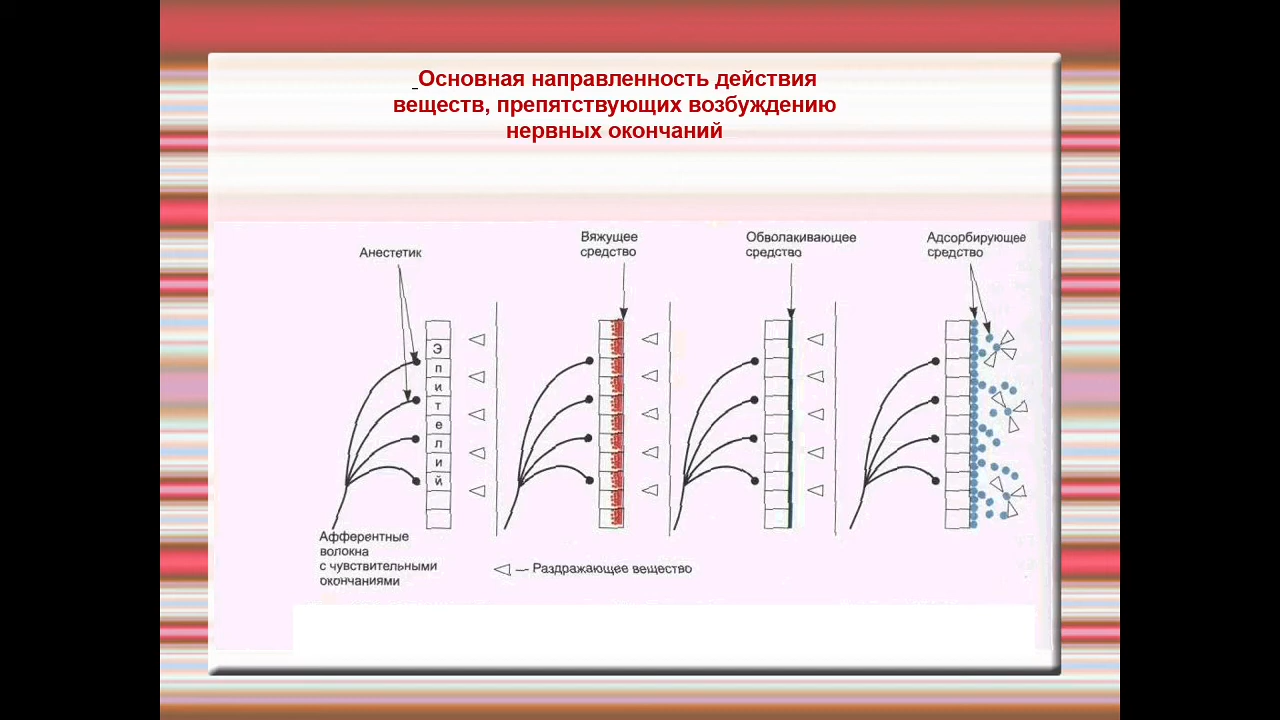 Основная направленность действия
веществ, препятствующих возбуждению
нервных окончаний
Анестетик
Вяжущее
средство
Обволакивающее
средство
Адсорбирующее
средство
Э
п
и
т
е
л
и
й
Афферентные
волокна
с чувствительными
окончаниями
— Раздражающее вещество